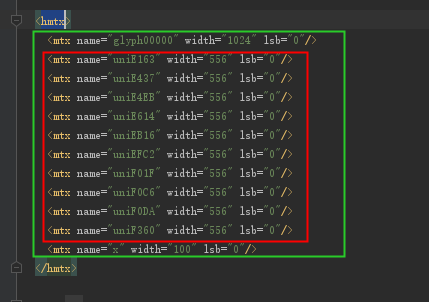 <hmtx>
<mtx name="glyph00000" width="1024" lsb="0"/>
<mtx name="uniE163" width="556" lsb="0"/>
<mtx name="uniE437" width="556" lsb="0"/>
<mtx name="uniE4EB" width="556" lsb="0"/>
<mtx name="uniE614" width="556" lsb="0"/>
<mtx name="uniEB16" width="556" lsb="0"/>
<mtx name="uniEFC2" width="556" lsb="0"/>
<mtx name="uniF01F" width="556" lsb="0"/>
<mtx name="uniF0C6" width="556" lsb="0"/>
<mtx name="uniF0DA" width="556" lsb="0"/>
<mtx name="uniF360" width="556" lsb="0"/>
<mtx name="x" width="100" lsb="0"/>
</hmtx>